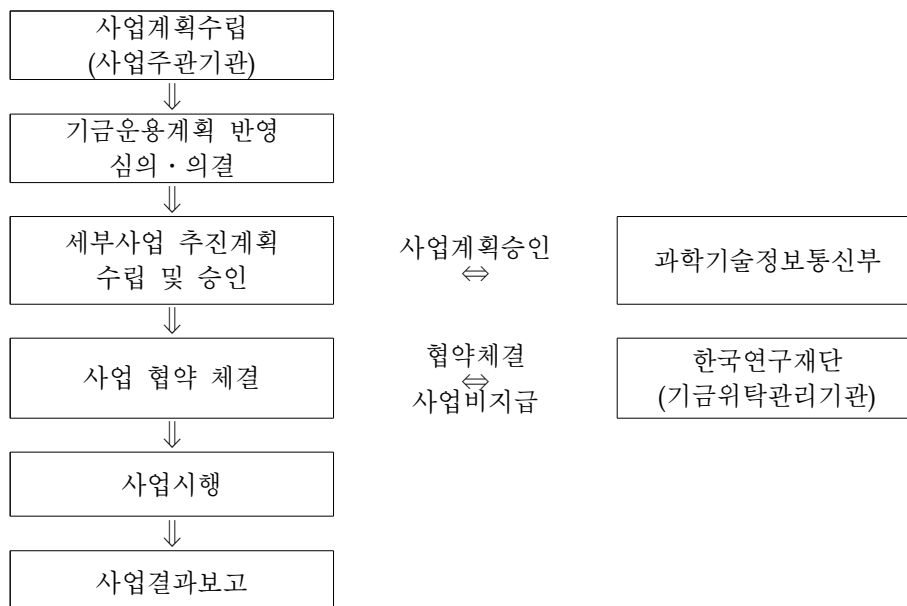 사업계획수립
(사업주관기관)
⇓
기금운용계획 반영
심의・의결
⇓
세부사업 추진계획
수립 및 승인
사업계획승인
⇔
과학기술정보통신부
⇓
사업 협약 체결
협약체결
⇔
사업비지급
한국연구재단
(기금위탁관리기관)
⇓
사업시행
⇓
사업결과보고